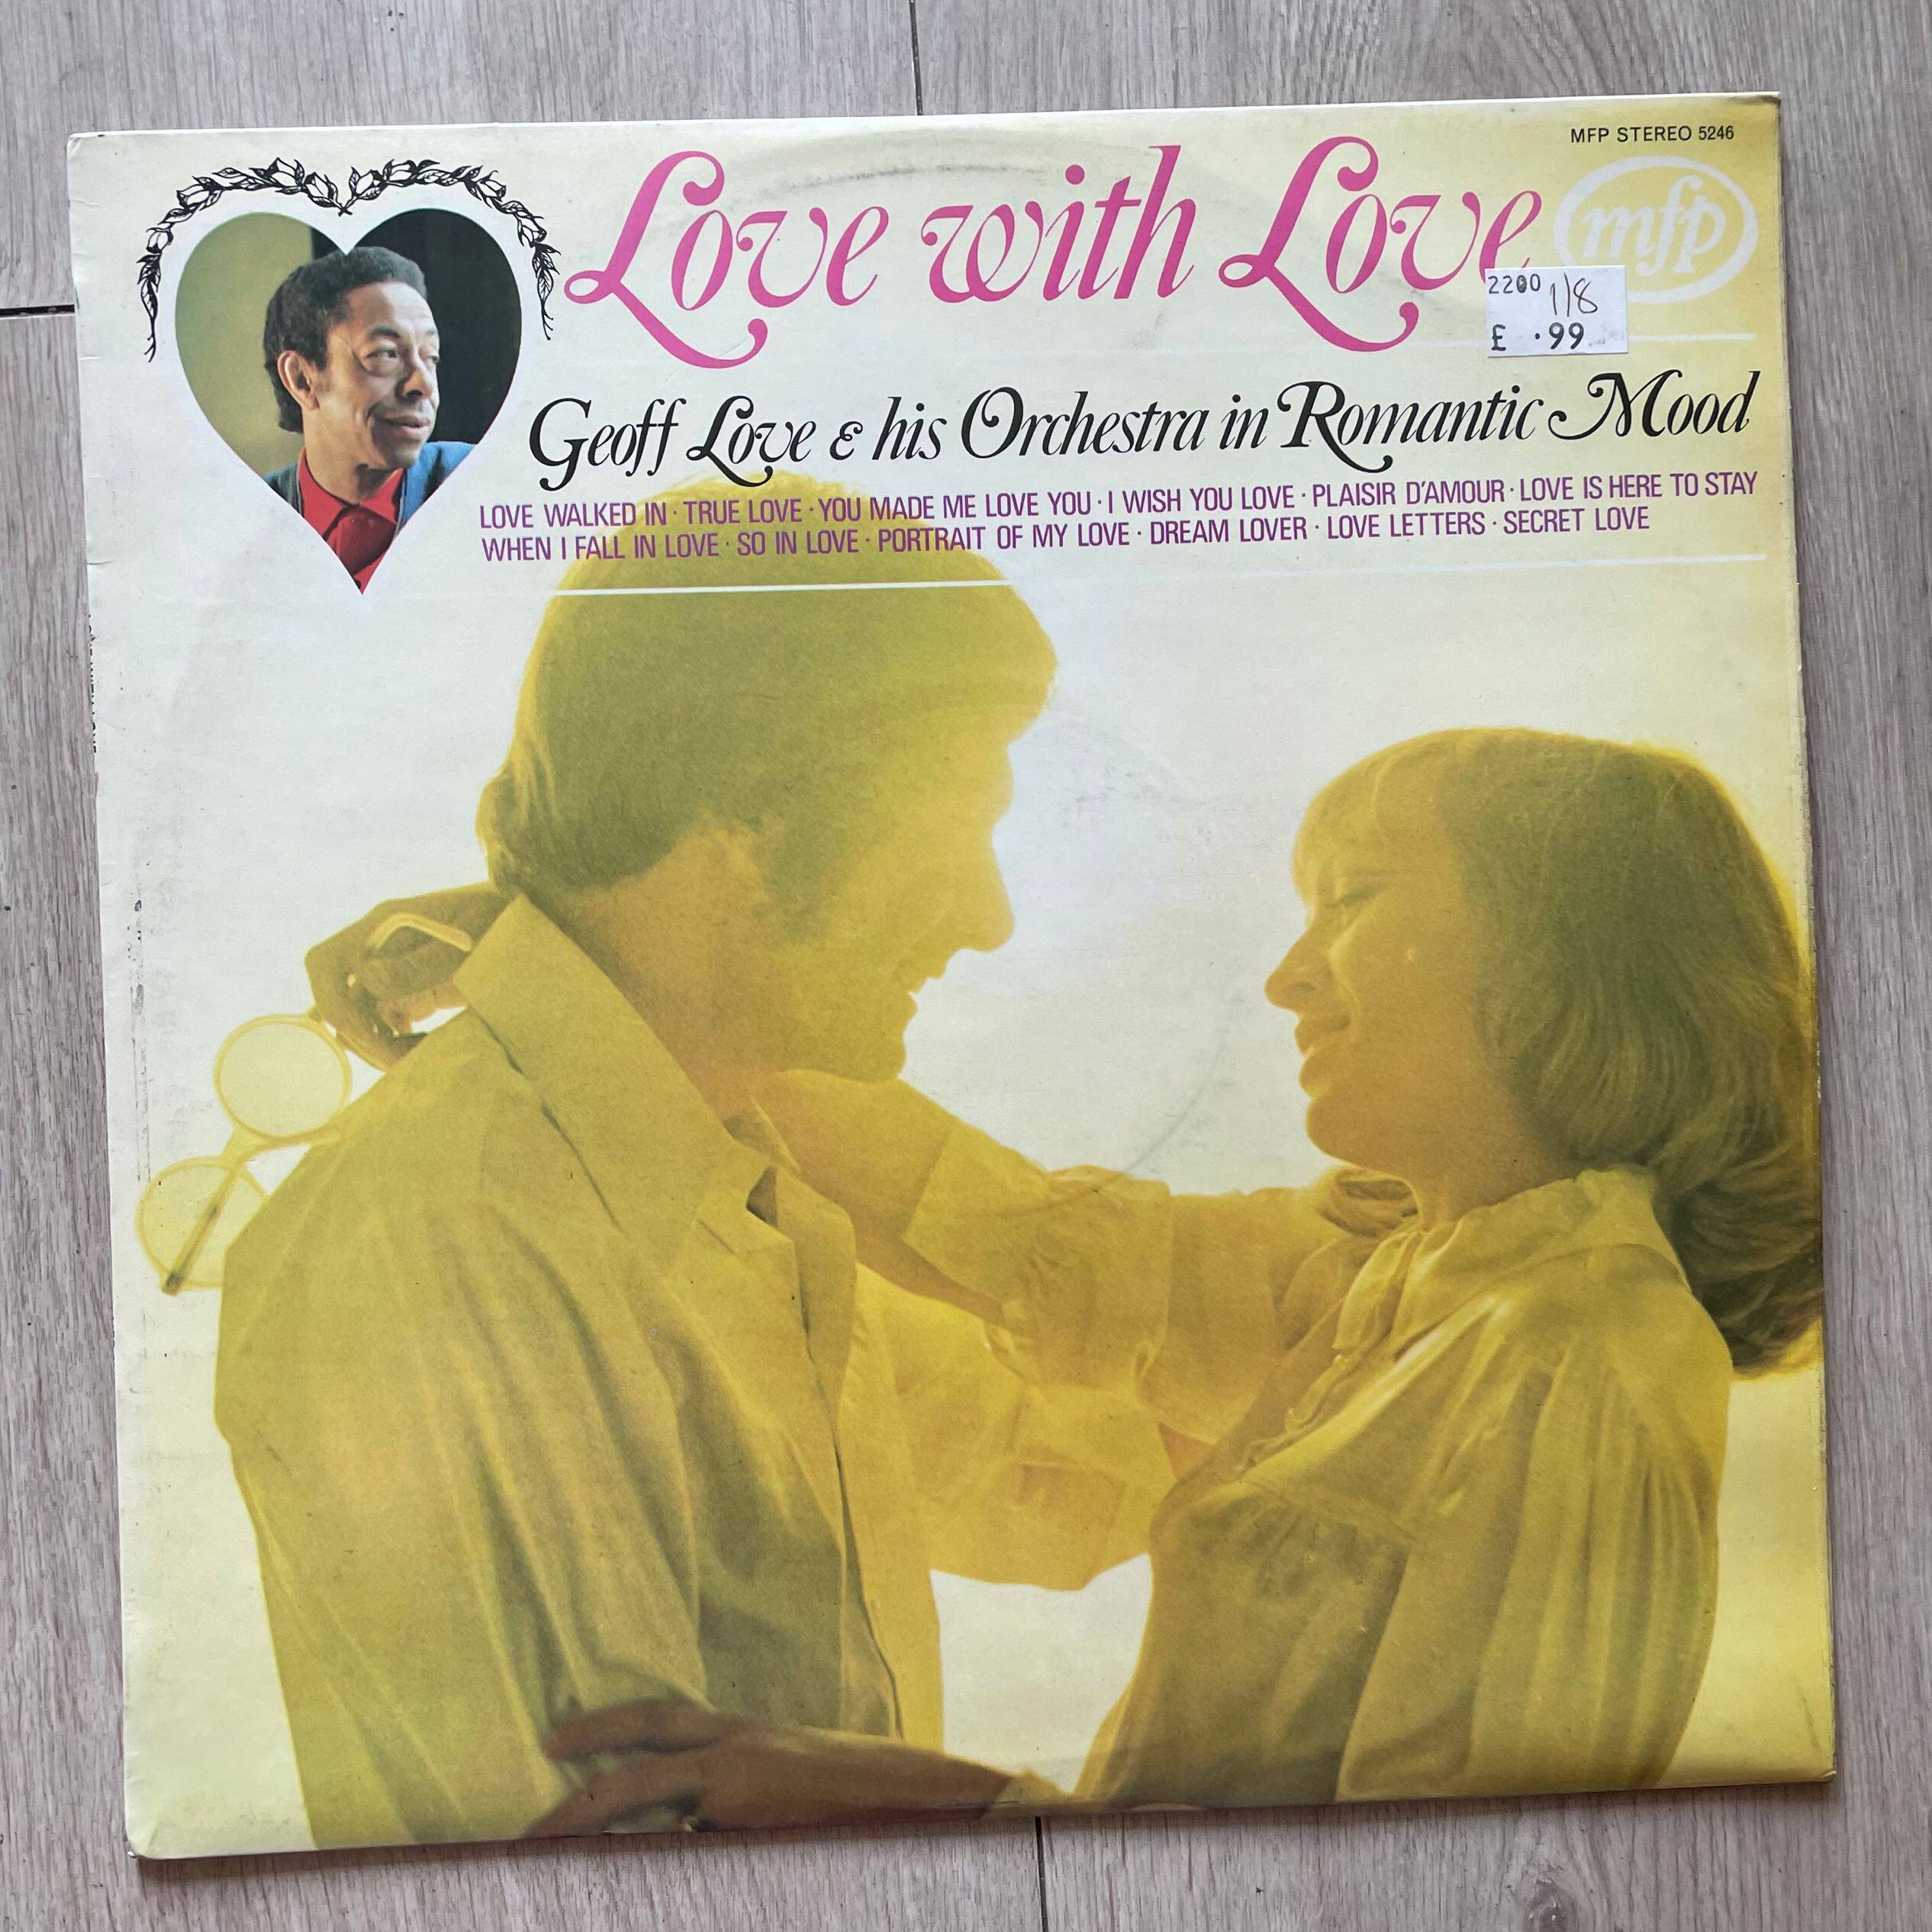 MFP STEREO 5246
Love with Love
mfp
2200 1/8
£ .99
Geoff Love & his Orchestra in Romantic Mood
LOVE WALKED IN · TRUE LOVE · YOU MADE ME LOVE YOU · I WISH YOU LOVE · PLAISIR D'AMOUR · LOVE IS HERE TO STAY
WHEN I FALL IN LOVE · SO IN LOVE · PORTRAIT OF MY LOVE · DREAM LOVER · LOVE LETTERS · SECRET LOVE